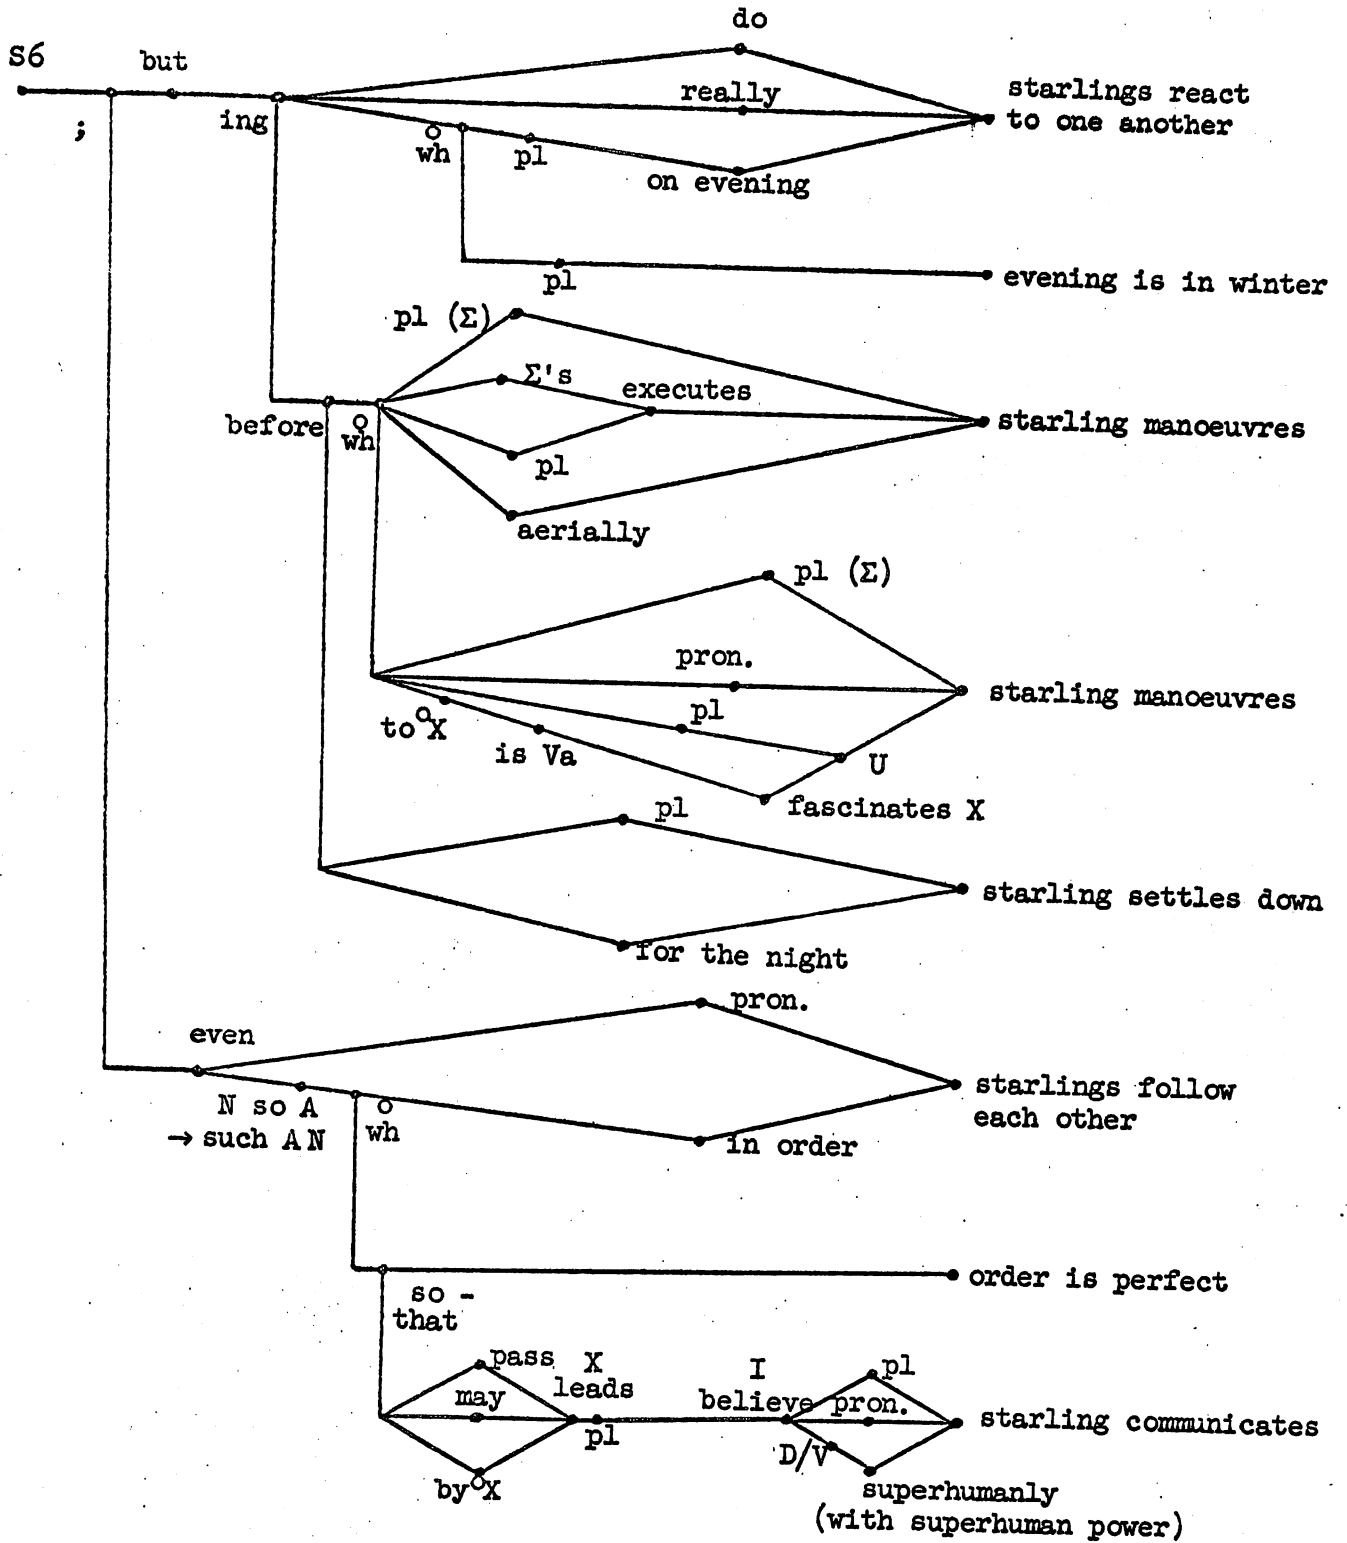 do
S6
but
really
starlings react
to one another
;
ing
wh
pl
on evening
pl
evening is in winter
pl (Σ)
Σ's
executes
before
wh
starling manoeuvres
pl
aerially
pl (Σ)
pron.
starling manoeuvres
pl
to X
is Va
U
fascinates X
pl
starling settles down
for the night
pron.
even
starlings follow
each other
N so A
→ such A N
wh
in order
order is perfect
so -
that
pass
X
leads
may
pl
by X
I
believe
pl
pron.
starling communicates
D/V
superhumanly
(with superhuman power)